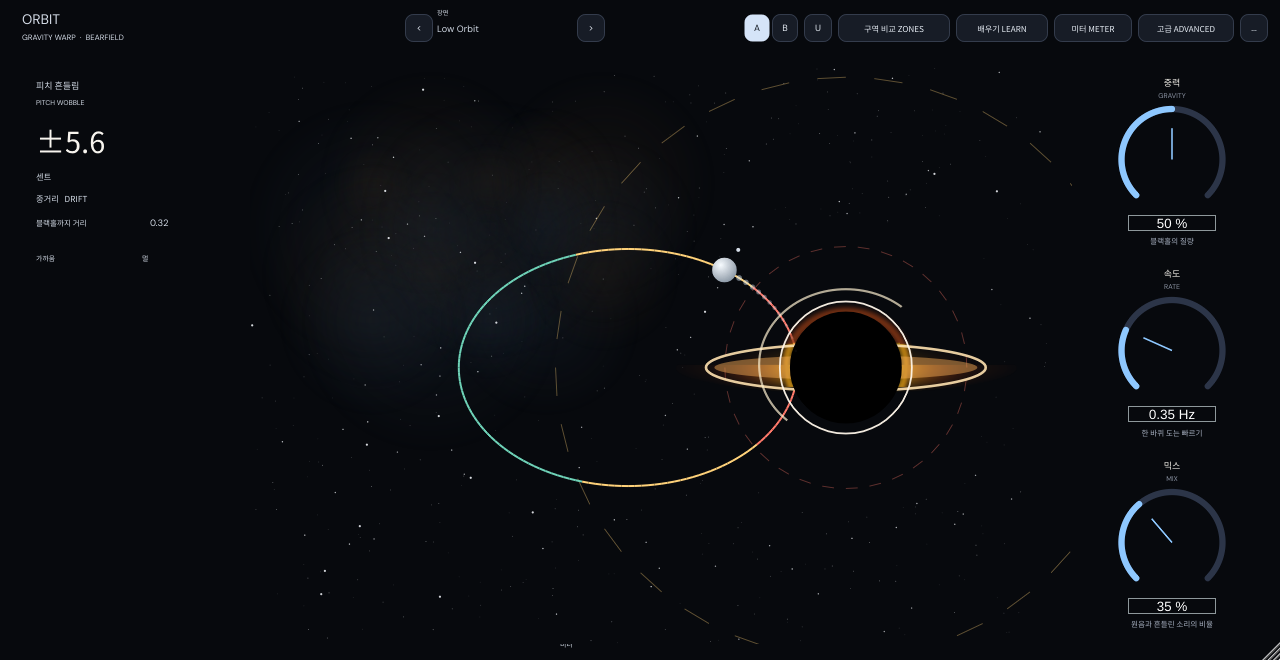 ORBIT
GRAVITY WARP · BEARFIELD
‹
장면
Low Orbit
›
A
B
U
구역 비교 ZONES
배우기 LEARN
미터 METER
고급 ADVANCED
...
피치 흔들림
PITCH WOBBLE
±5.6
센트
중거리 DRIFT
블랙홀까지 거리 0.32
가까움 멀
중력
GRAVITY
50 %
블랙홀의 질량
속도
RATE
0.35 Hz
한 바퀴 도는 빠르기
믹스
MIX
35 %
원음과 흔들린 소리의 비율